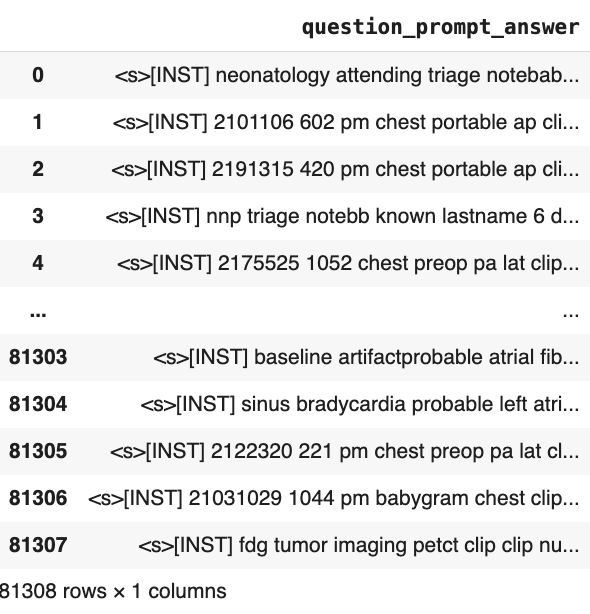 question_prompt_answer
0 <s>[INST] neonatology attending triage notebab...
1 <s>[INST] 2101106 602 pm chest portable ap cli...
2 <s>[INST] 2191315 420 pm chest portable ap cli...
3 <s>[INST] nnp triage notebb known lastname 6 d...
4 <s>[INST] 2175525 1052 chest preop pa lat clip...
... ...
81303 <s>[INST] baseline artifactprobable atrial fib...
81304 <s>[INST] sinus bradycardia probable left atri...
81305 <s>[INST] 2122320 221 pm chest preop pa lat cl...
81306 <s>[INST] 21031029 1044 pm babygram chest clip...
81307 <s>[INST] fdg tumor imaging petct clip clip nu...
81308 rows × 1 columns